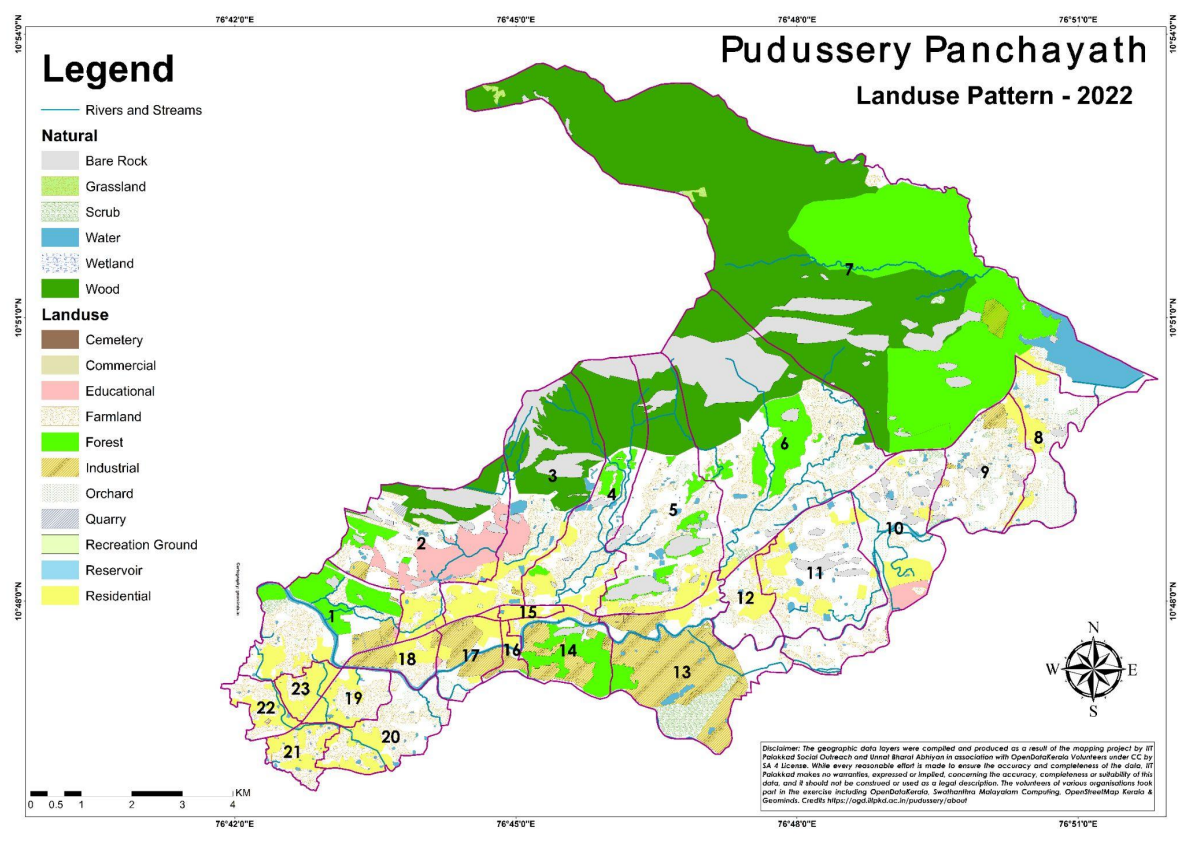 76°42'0"E
76°45'0"E
76°48'0"E
76°51'0"E
10°54'0"N
10°54'0"N
Pudussery Panchayath
Landuse Pattern - 2022
Legend
Rivers and Streams
Natural
Bare Rock
Grassland
Scrub
Water
Wetland
Wood
Landuse
Cemetery
Commercial
Educational
Farmland
Forest
Industrial
Orchard
Quarry
Recreation Ground
Reservoir
Residential
10°51'0"N
10°51'0"N
10°48'0"N
10°48'0"N
7
6
8
3
9
4
5
10
2
11
12
15
1
16
14
18
17
13
23
19
22
20
21
N
W
E
S
0
0.5
1
2
3
4
KM
Disclaimer: The geographic data layers were compiled and produced as a result of the mapping project by IIT
Palakkad Social Outreach and Unnat Bharat Abhiyan in association with OpenDataKerala Volunteers under CC by
SA 4 License. While every reasonable effort is made to ensure the accuracy and completeness of the data, IIT
Palakkad makes no warranties, expressed or implied, concerning the accuracy, completeness or suitability of this
data, and it should not be construed or used as a legal description. The volunteers of various organisations took
part in the exercise including OpenDataKerala, Swathanthra Malayalam Computing, OpenStreetMap Kerala &
Geominds. Credits https://agd.iitpkd.ac.in/pudussery/about
76°42'0"E
76°45'0"E
76°48'0"E
76°51'0"E